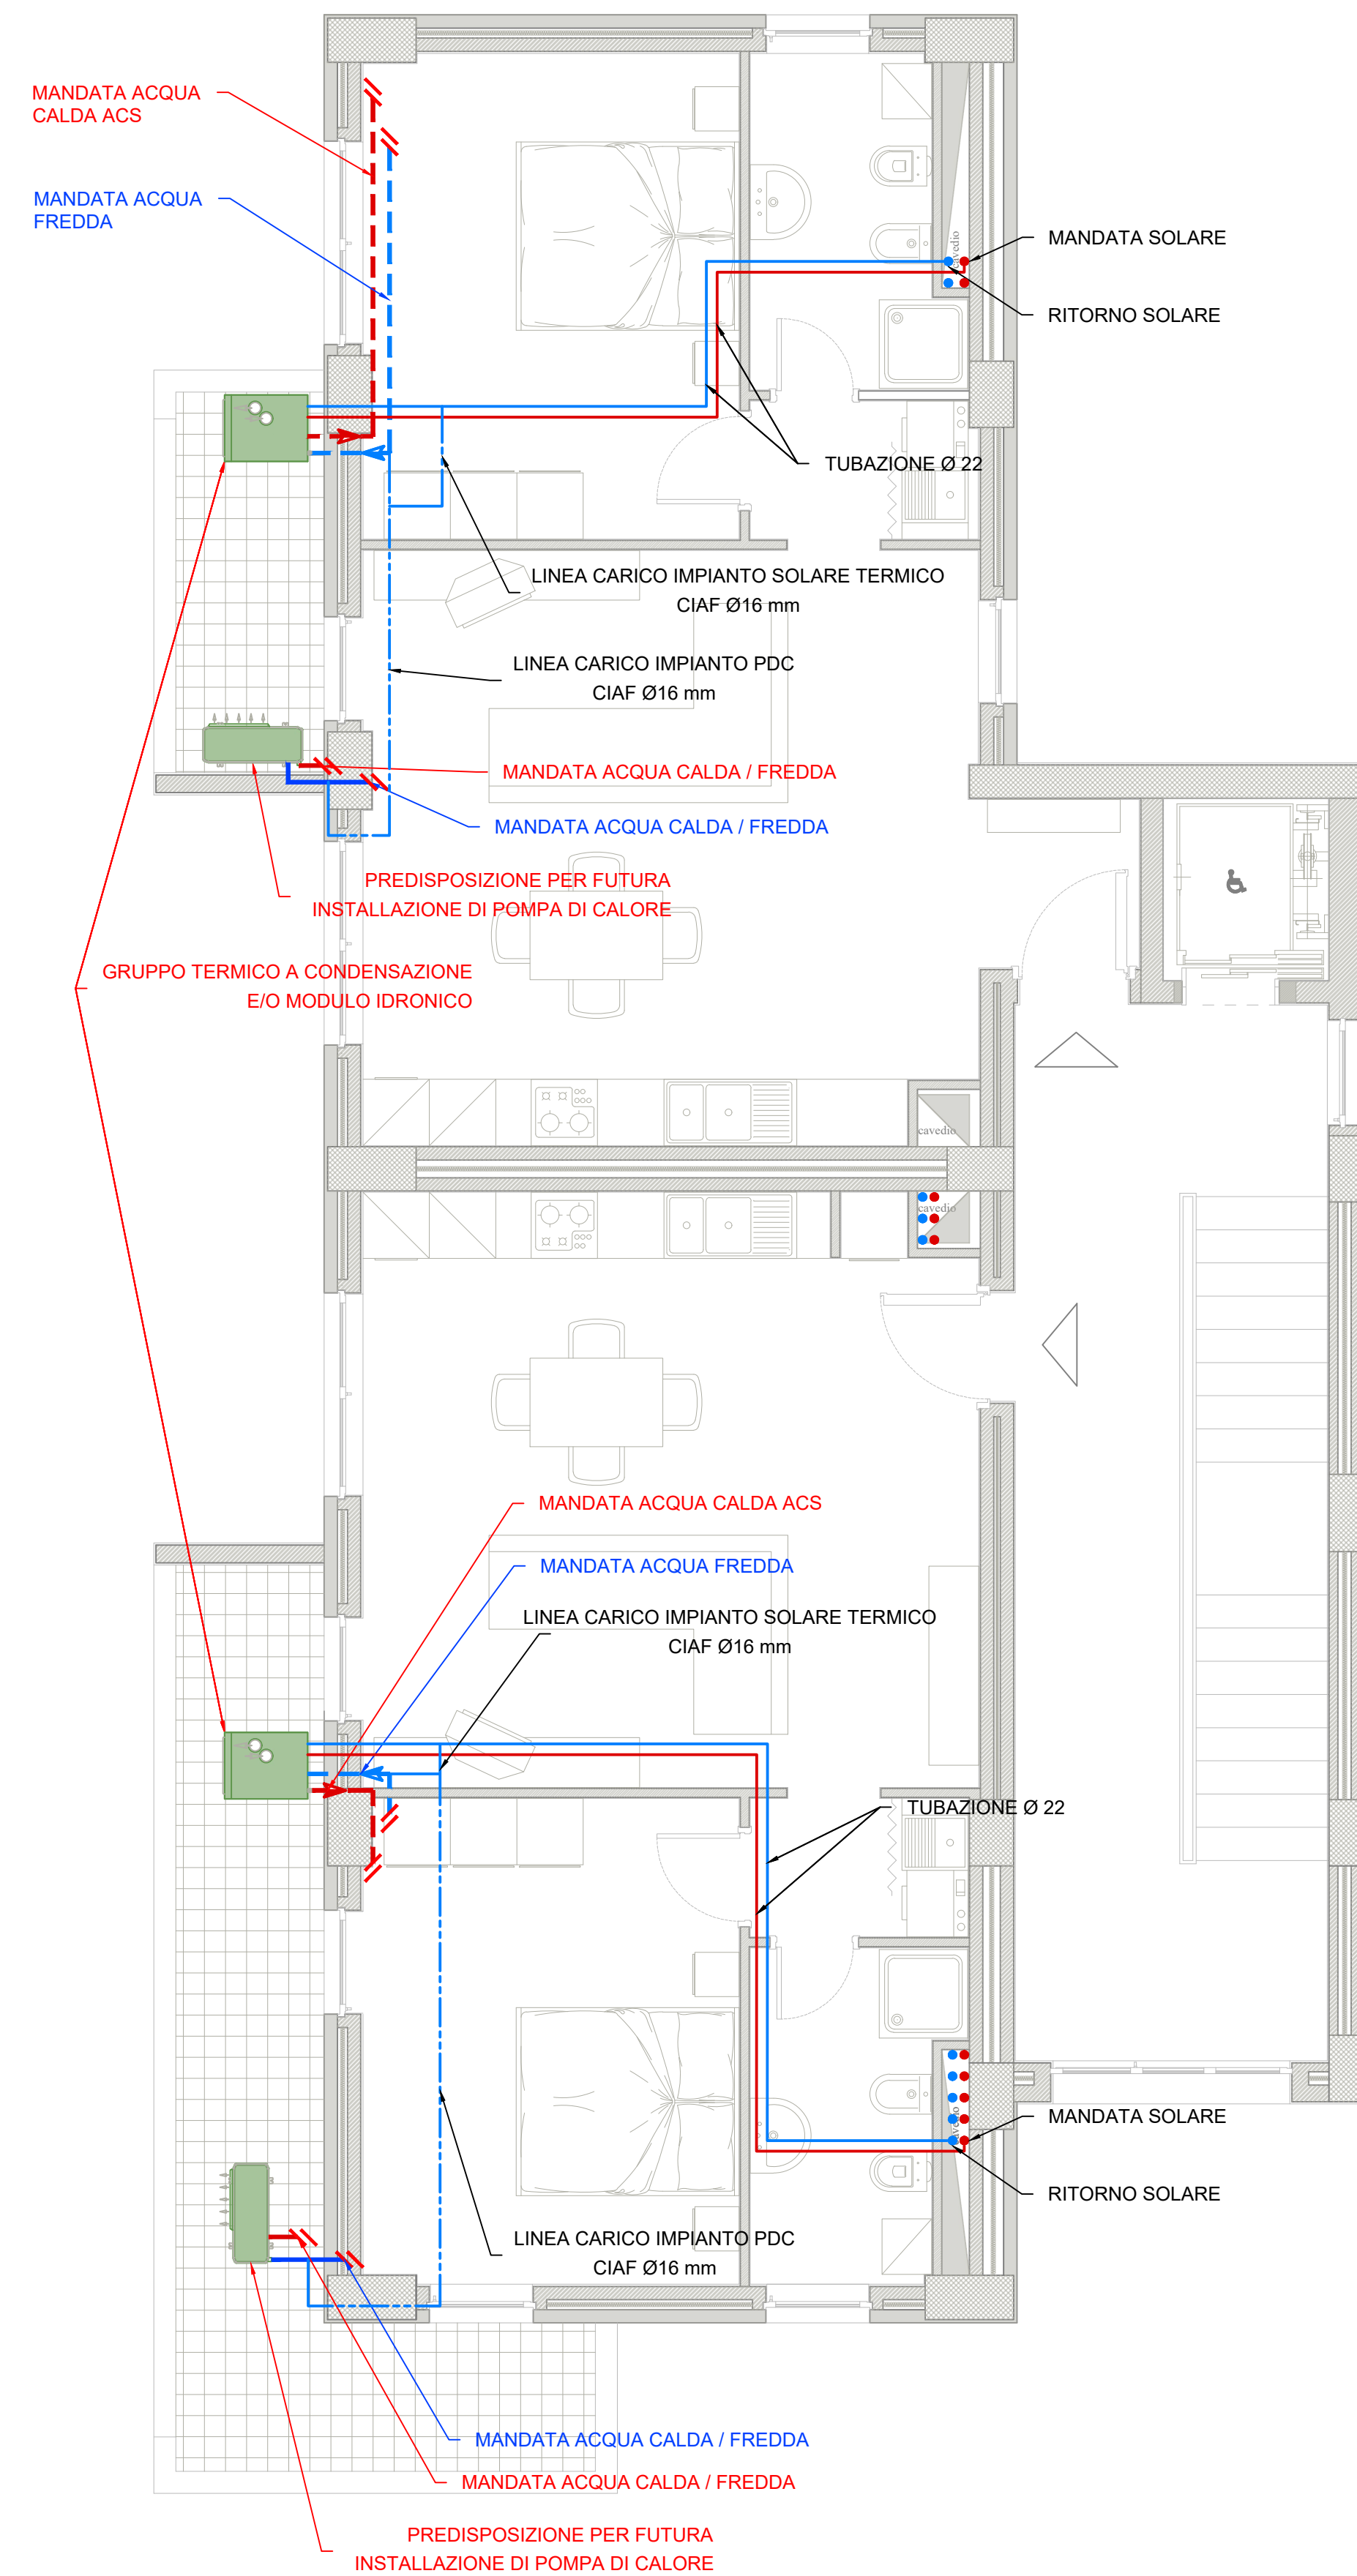 MANDATA ACQUA
CALDA ACS
MANDATA ACQUA
FREDDA
cavedio
MANDATA SOLARE
RITORNO SOLARE
TUBAZIONE Ø 22
LINEA CARICO IMPIANTO SOLARE TERMICO
CIAF Ø16 mm
LINEA CARICO IMPIANTO PDC
CIAF Ø16 mm
MANDATA ACQUA CALDA / FREDDA
MANDATA ACQUA CALDA / FREDDA
PREDISPOSIZIONE PER FUTURA
INSTALLAZIONE DI POMPA DI CALORE
GRUPPO TERMICO A CONDENSAZIONE
E/O MODULO IDRONICO
cavedio
cavedio
MANDATA ACQUA CALDA ACS
MANDATA ACQUA FREDDA
LINEA CARICO IMPIANTO SOLARE TERMICO
CIAF Ø16 mm
TUBAZIONE Ø 22
cavedio
MANDATA SOLARE
RITORNO SOLARE
LINEA CARICO IMPIANTO PDC
CIAF Ø16 mm
MANDATA ACQUA CALDA / FREDDA
MANDATA ACQUA CALDA / FREDDA
PREDISPOSIZIONE PER FUTURA
INSTALLAZIONE DI POMPA DI CALORE